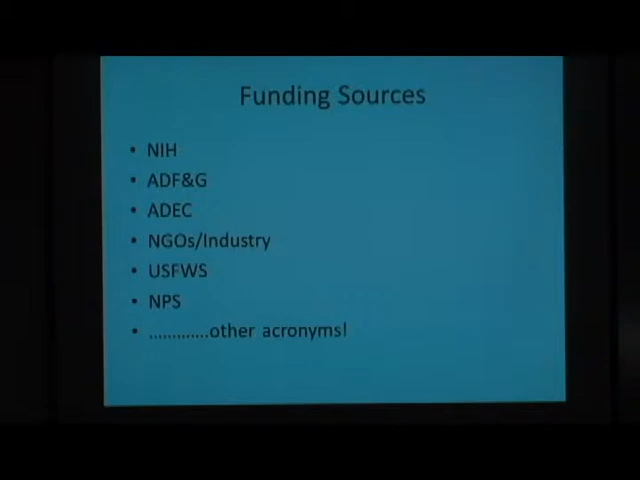 Funding Sources
• NIH
• ADF&G
• ADEC
• NGOs/Industry
• USFWS
• NPS
• .............other acronyms!